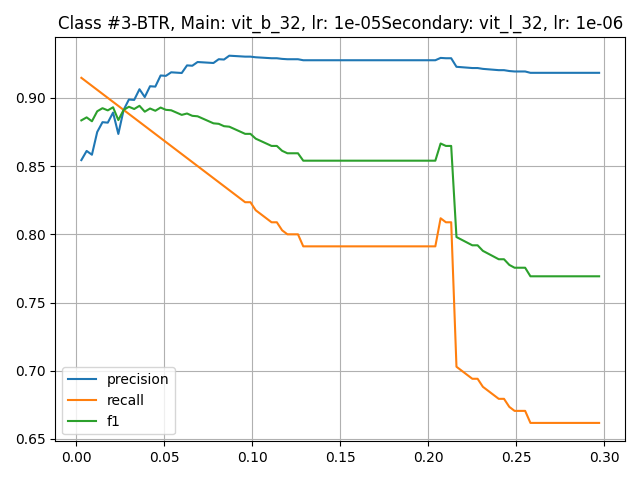 Class #3-BTR, Main: vit_b_32, lr: 1e-05Secondary: vit_l_32, lr: 1e-06
0.90
0.85
0.80
0.75
0.70
0.65
precision
recall
f1
0.00 0.05 0.10 0.15 0.20 0.25 0.30